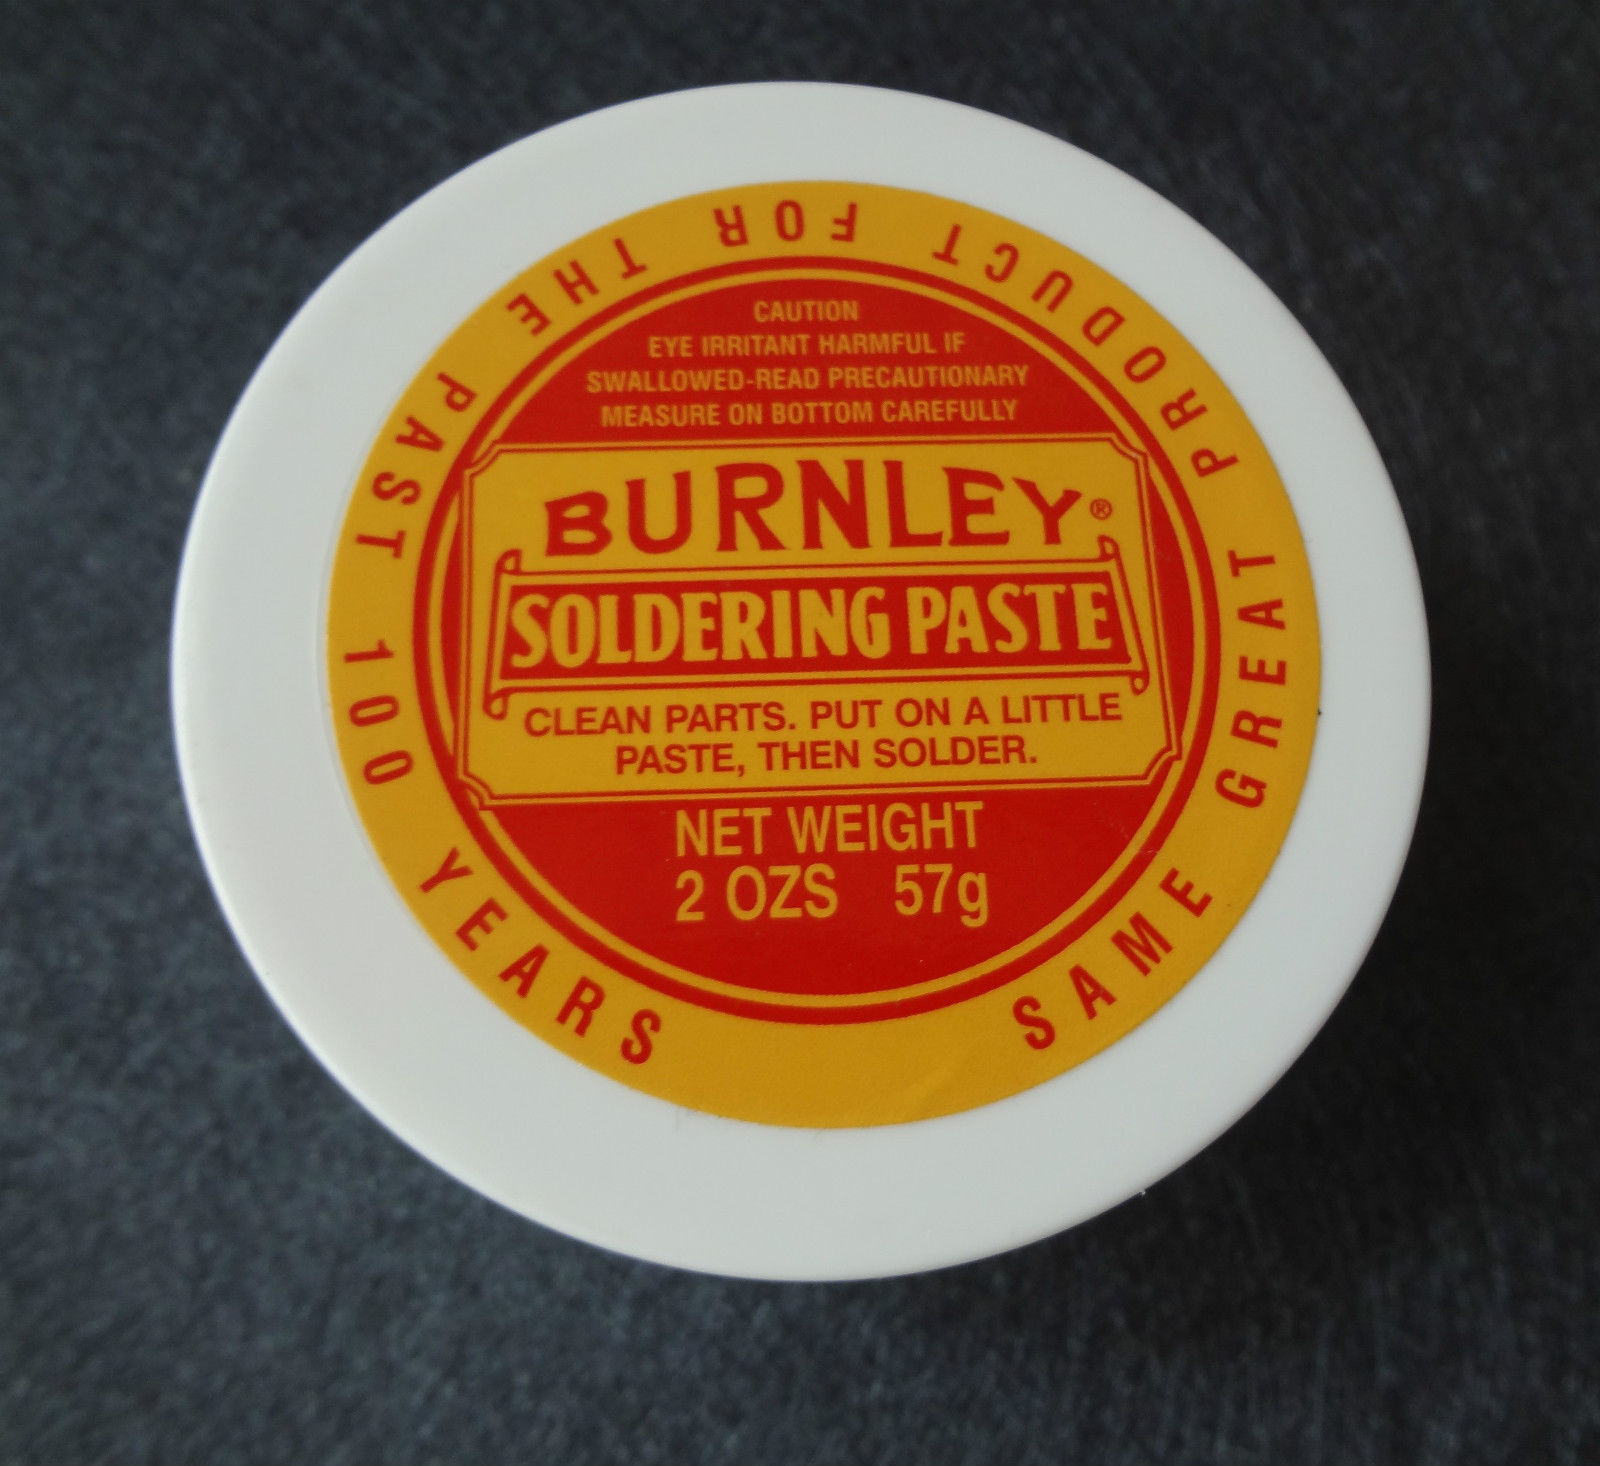 CAUTION
EYE IRRITANT HARMFUL IF
SWALLOWED-READ PRECAUTIONARY
MEASURE ON BOTTOM CAREFULLY
BURNLEY®
SOLDERING PASTE
CLEAN PARTS. PUT ON A LITTLE
PASTE, THEN SOLDER.
NET WEIGHT
2 OZS 57g
SAME GREAT PRODUCT FOR THE PAST 100 YEARS